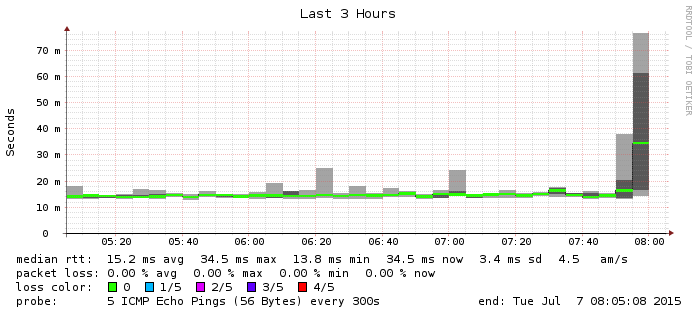 Last 3 Hours
RRDTOOL / TOBI OETIKER
Seconds
70 m
60 m
50 m
40 m
30 m
20 m
10 m
0
05:20 05:40 06:00 06:20 06:40 07:00 07:20 07:40 08:00
median rtt: 15.2 ms avg 34.5 ms max 13.8 ms min 34.5 ms now 3.4 ms sd 4.5 am/s
packet loss: 0.00 % avg 0.00 % max 0.00 % min 0.00 % now
loss color: 0 1/5 2/5 3/5 4/5
probe: 5 ICMP Echo Pings (56 Bytes) every 300s end: Tue Jul 7 08:05:08 2015